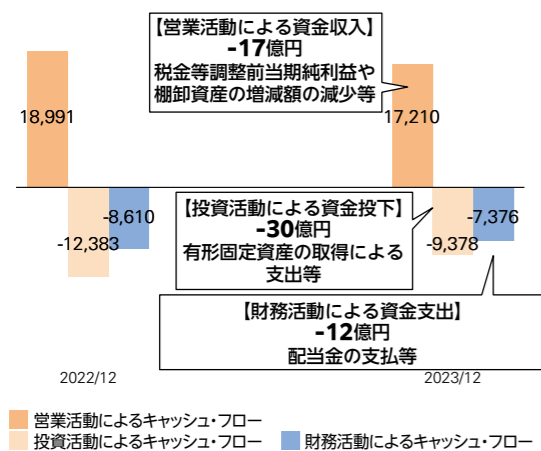 【営業活動による資金収入】
-17億円
税金等調整前当期純利益や
棚卸資産の増減額の減少等
18,991
17,210
-8,610
-12,383
【投資活動による資金投下】
-30億円
有形固定資産の取得による
支出等
-7,376
-9,378
【財務活動による資金支出】
-12億円
配当金の支払等
2022/12
2023/12
営業活動によるキャッシュ・フロー
投資活動によるキャッシュ・フロー
財務活動によるキャッシュ・フロー